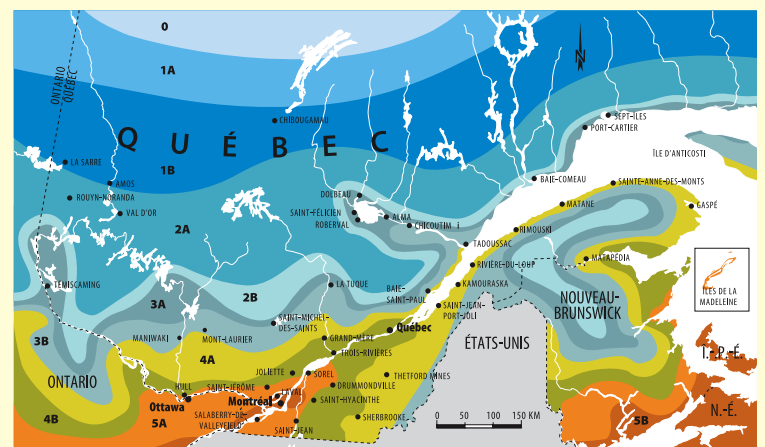 0
1A
ONTARIO
QUÉBEC
N
CHIBOUGAMAU
SEPT-ÎLES
PORT-CARTIER
QUÉBEC
ÎLE D'ANTICOSTI
LA SARRE
1B
AMOS
BAIE-COMEAU
SAINTE-ANNE-DES-MONTS
ROUYN-NORANDA
DOLBEAU
MATANE
GASPÉ
VAL D'OR
SAINT-FÉLICIEN
ROBERVAL
ALMA
CHICOUTIMI
2A
RIMOUSKI
TADOUSSAC
MATAPÉDIA
RIVIÈRE-DU-LOUP
TÉMISCAMING
LA TUQUE
BAIE-
SAINT-PAUL
KAMOURASKA
ÎLES DE LA
MADELEINE
3A
2B
SAINT-JEAN-
PORT-JOLI
NOUVEAU-
BRUNSWICK
SAINT-MICHEL-
DES-SAINTS
Québec
3B
MANIWAKI
MONT-LAURIER
GRAND-MÈRE
ÉTATS-UNIS
TROIS-RIVIÈRES
Î.-P.-É.
4A
ONTARIO
JOLIETTE
SOREL
THETFORD MINES
HULL
SAINT-JÉRÔME
DRUMMONDVILLE
LAVAL
Ottawa
Montréal
SAINT-HYACINTHE
N.-É.
4B
5A
SALABERRY-DE-
VALLEYFIELD
SAINT-JEAN
SHERBROOKE
5B
0 50 100 150 KM